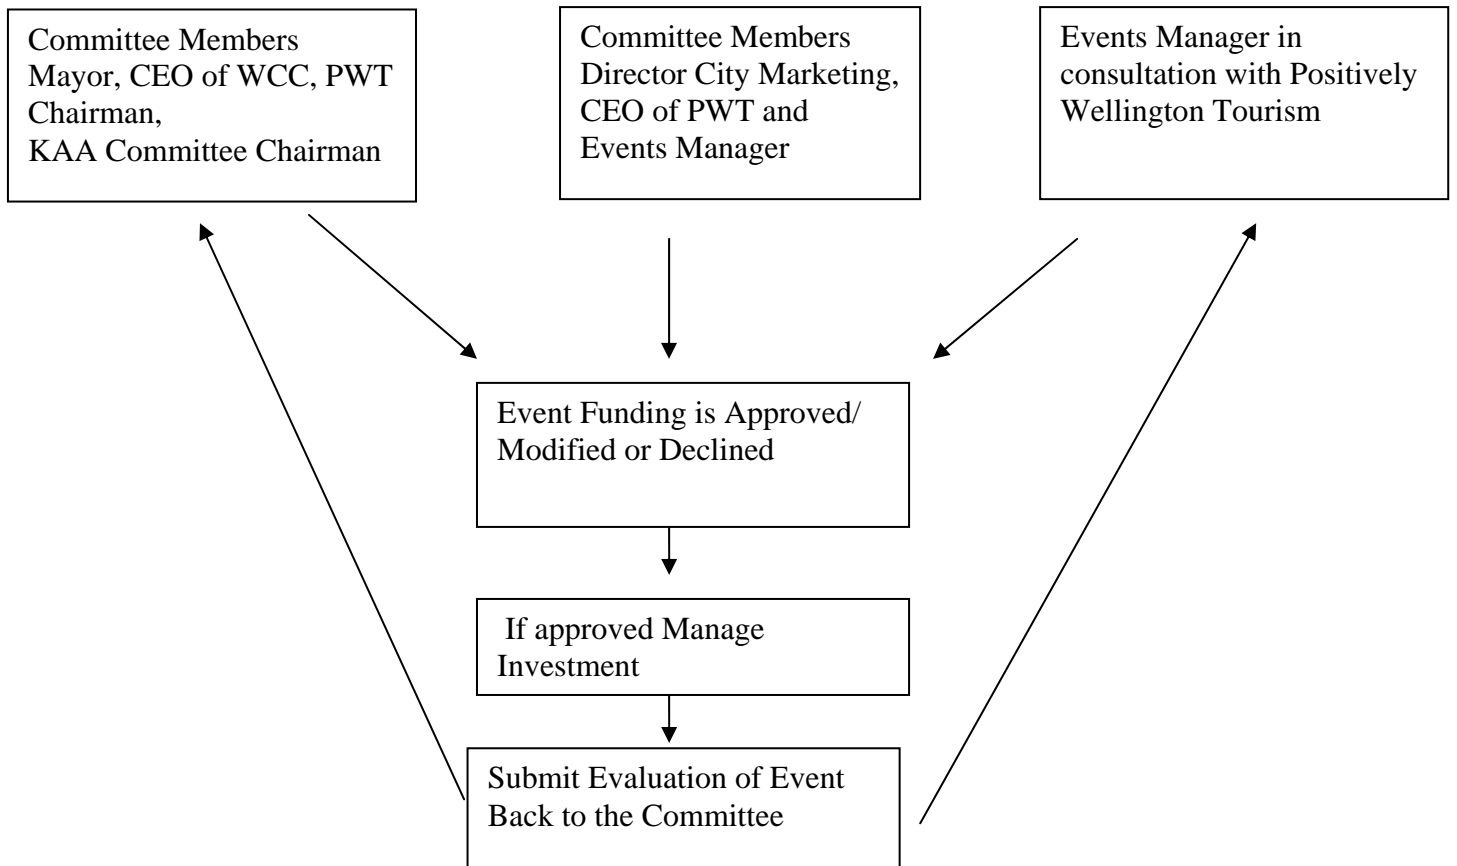 Committee Members
Mayor, CEO of WCC, PWT
Chairman,
KAA Committee Chairman
Committee Members
Director City Marketing,
CEO of PWT and
Events Manager
Events Manager in
consultation with Positively
Wellington Tourism
Event Funding is Approved/
Modified or Declined
If approved Manage
Investment
Submit Evaluation of Event
Back to the Committee